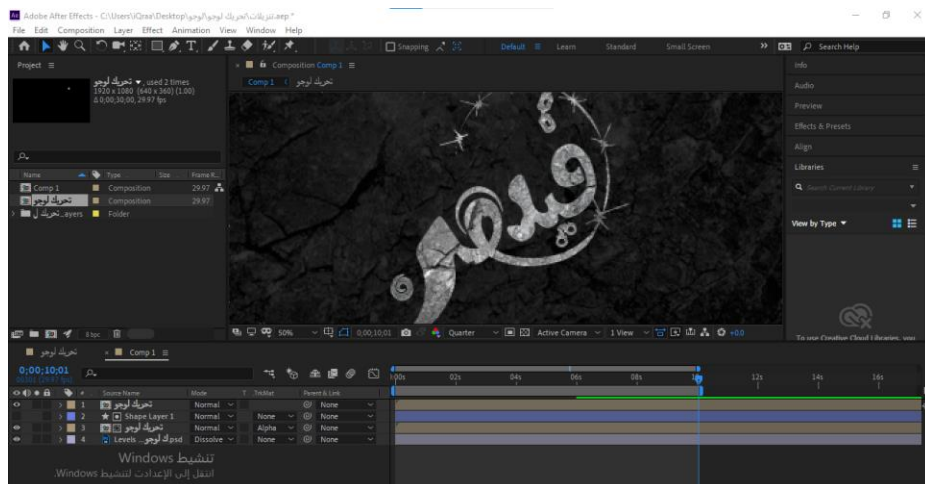 Adobe After Effects - C:\Users\iQraa\Desktop\تنزيلات\تحريك لوجو\لوجو.aep *
File Edit Composition Layer Effect Animation View Window Help
Snapping Default Learn Standard Small Screen Search Help
Project
تحريك لوجو, used 2 times
1920 x 1080 (640 x 360) (1.00)
Δ 0;00;30;00, 29.97 fps
Composition Comp 1
Comp 1 تحريك لوجو
Info
Audio
Preview
Effects & Presets
Align
Libraries
Search Current Library
View by Type
To use Creative Cloud Libraries, you
Name Type Size Frame R...
Comp 1 Composition 29.97
تحريك لوجو Composition 29.97
تحريك ل...ayers Folder
8 bpc
50% 0;00;10;01 Quarter Active Camera 1 View +0.0
تحريك لوجو Comp 1
0;00;10;01
02s 04s 06s 08s 12s 14s 16s
# Source Name Mode T TrkMat Parent & Link
1 تحريك لوجو Normal None
2 Shape Layer 1 Normal None None
3 تحريك لوجو Normal Alpha None
4 Levels ...ك لوجو.psd Dissolve None None
تنشيط Windows
انتقل إلى الإعدادات لتنشيط Windows.